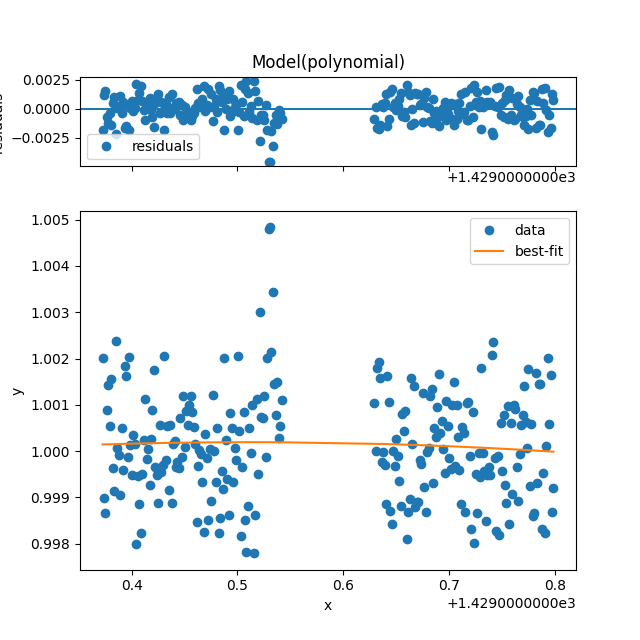 Model(polynomial)
0.0025
0.0000
−0.0025
residuals
residuals
+1.4290000000e3
1.005
1.004
1.003
1.002
1.001
1.000
0.999
0.998
y
data
best-fit
0.4
0.5
0.6
0.7
0.8
x
+1.4290000000e3